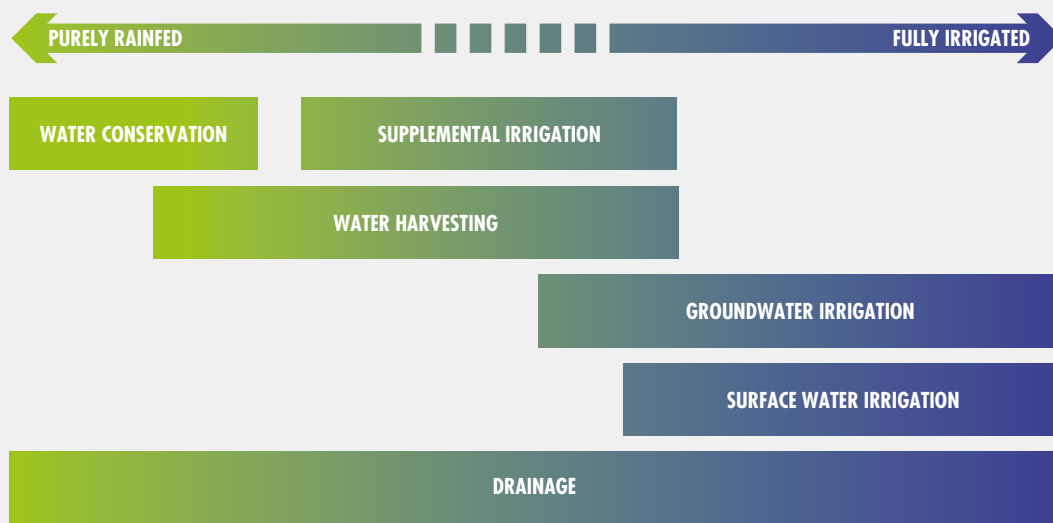 PURELY RAINFED
FULLY IRRIGATED
WATER CONSERVATION
SUPPLEMENTAL IRRIGATION
WATER HARVESTING
GROUNDWATER IRRIGATION
SURFACE WATER IRRIGATION
DRAINAGE